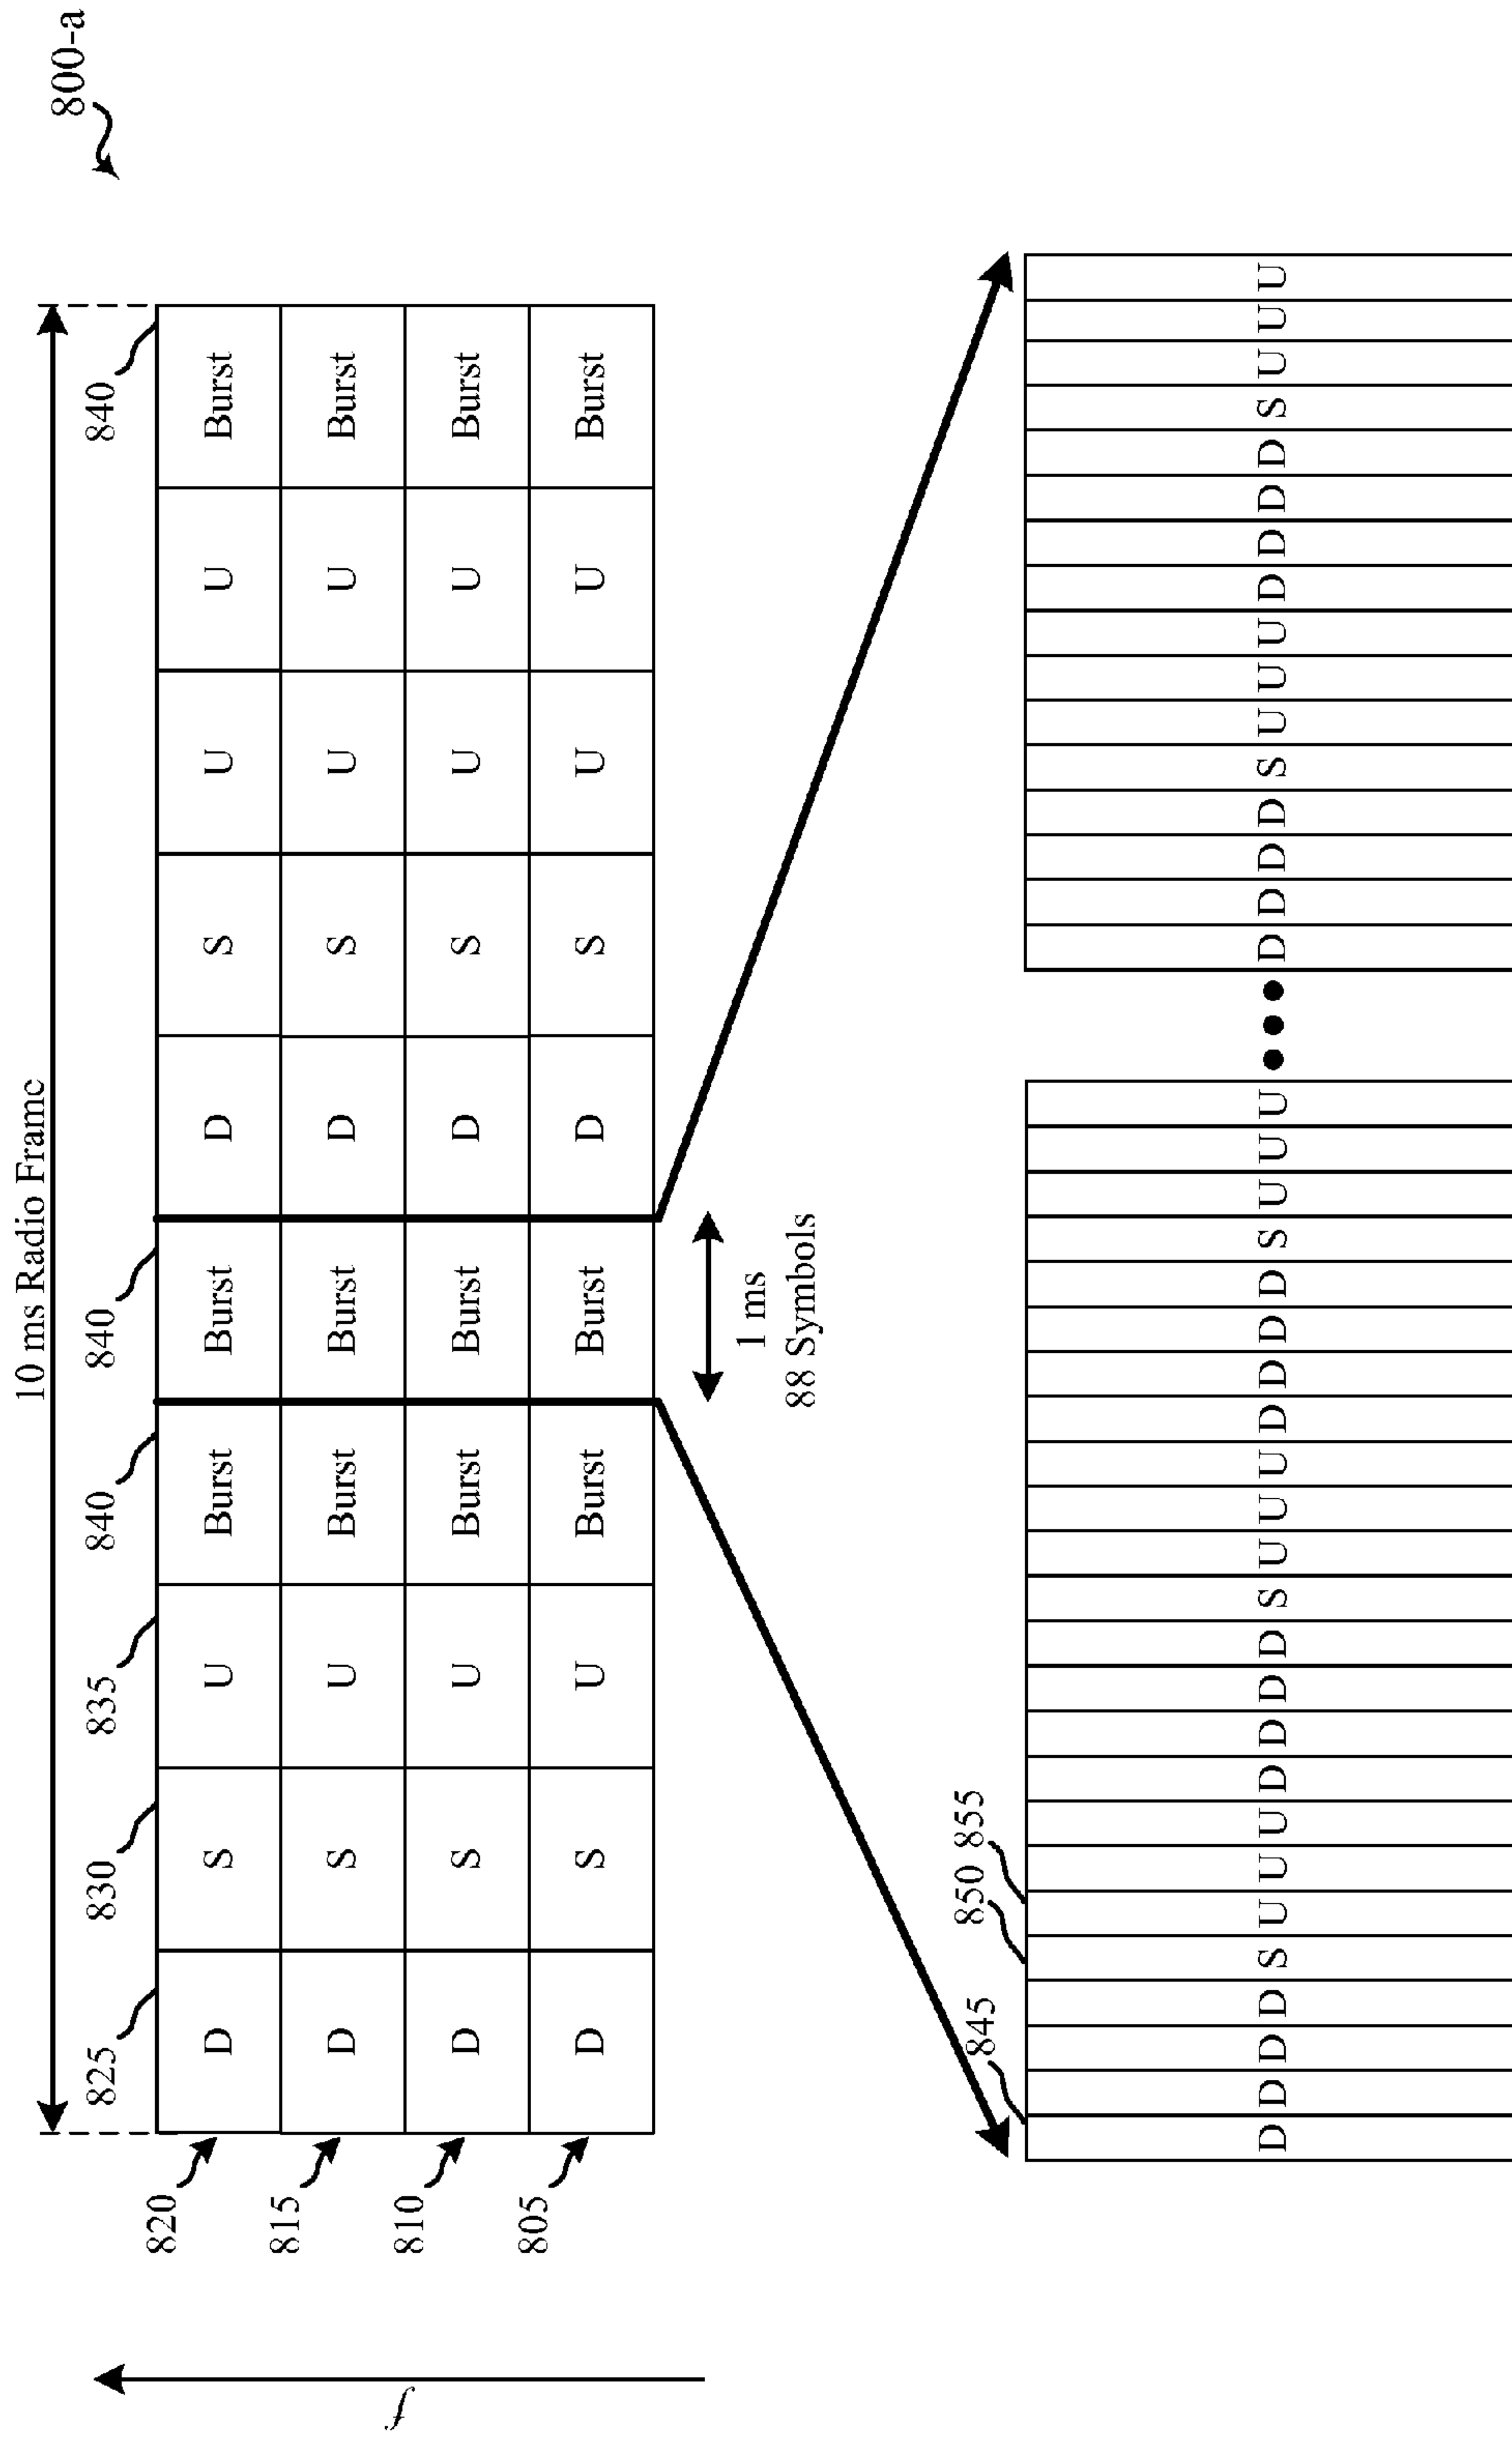 10 ms Radio Frame
800-a
825 830 835 840 840 840
820 D S U Burst Burst D S U U Burst
815 D S U Burst Burst D S U U Burst
810 D S U Burst Burst D S U U Burst
805 D S U Burst Burst D S U U Burst
f
1 ms
88 Symbols
845 850 855
D D D D S U U U D D D D S U U U D D D D S U U U ••• D D D D S U U U D D D D S U U U